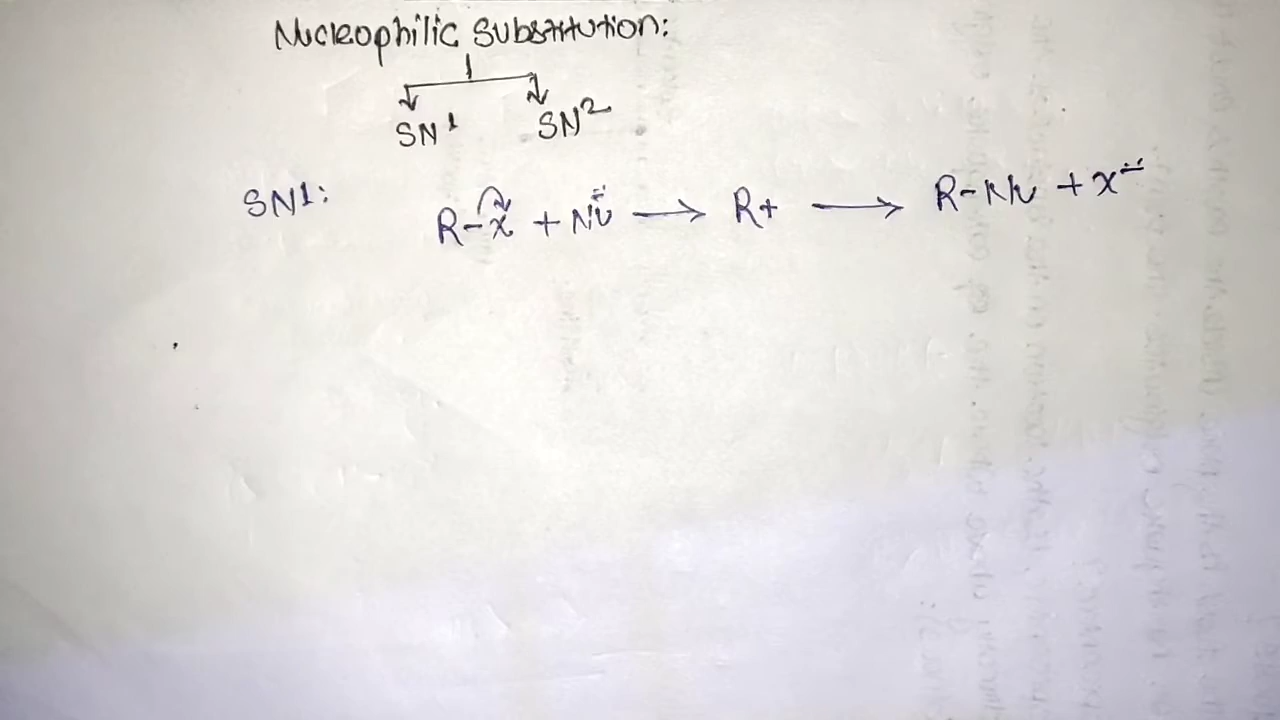 Nucleophilic Substitution:
SN¹ SN²
SN1: R-X + Nu⁻ → R+ → R-Nu + X⁻